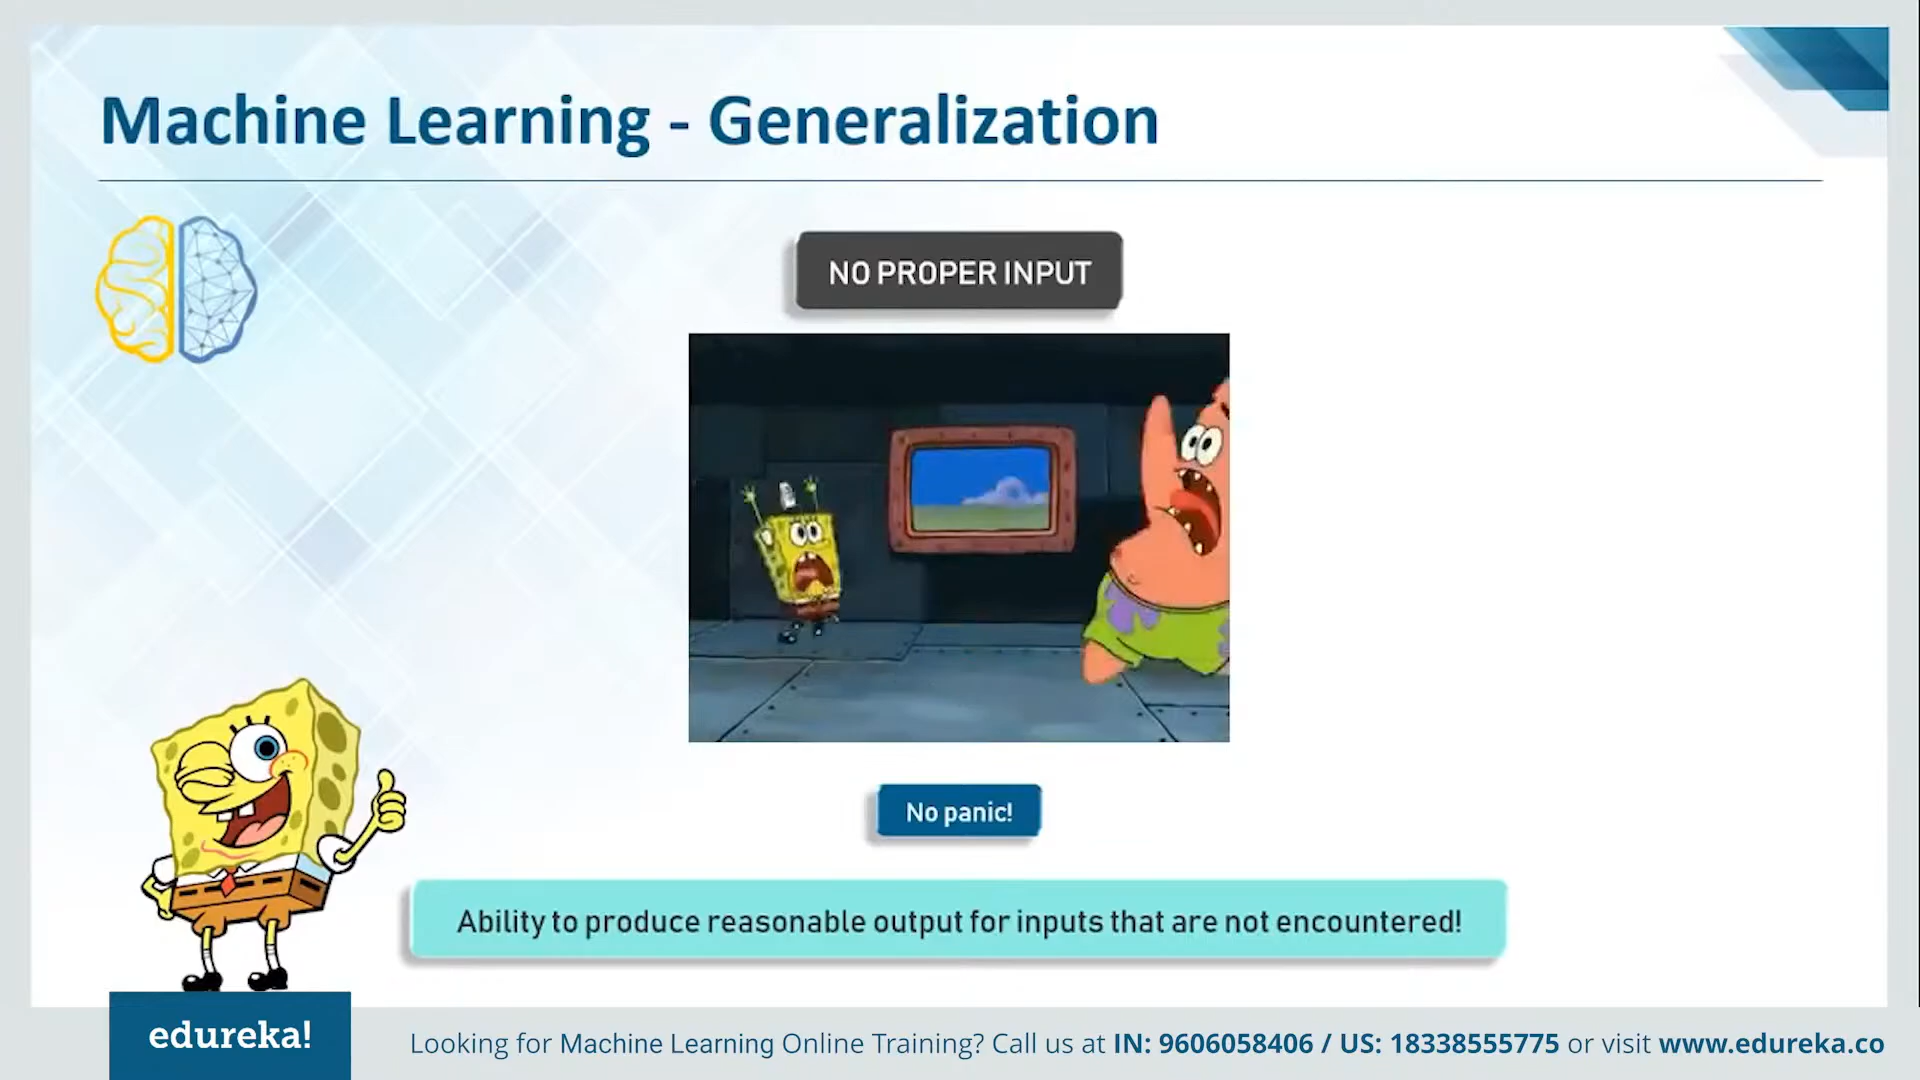 Machine Learning - Generalization
NO PROPER INPUT
No panic!
Ability to produce reasonable output for inputs that are not encountered!
edureka!
Looking for Machine Learning Online Training? Call us at IN: 9606058406 / US: 18338555775 or visit www.edureka.co